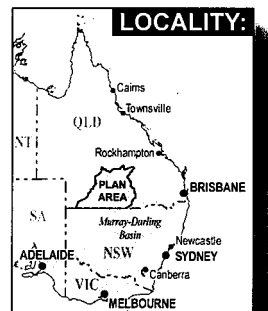 LOCALITY:
Cairns
Townsville
QLD
NT
Rockhampton
PLAN
AREA
BRISBANE
SA
Murray-Darling
Basin
Newcastle
ADELAIDE
NSW
SYDNEY
Canberra
VIC
MELBOURNE